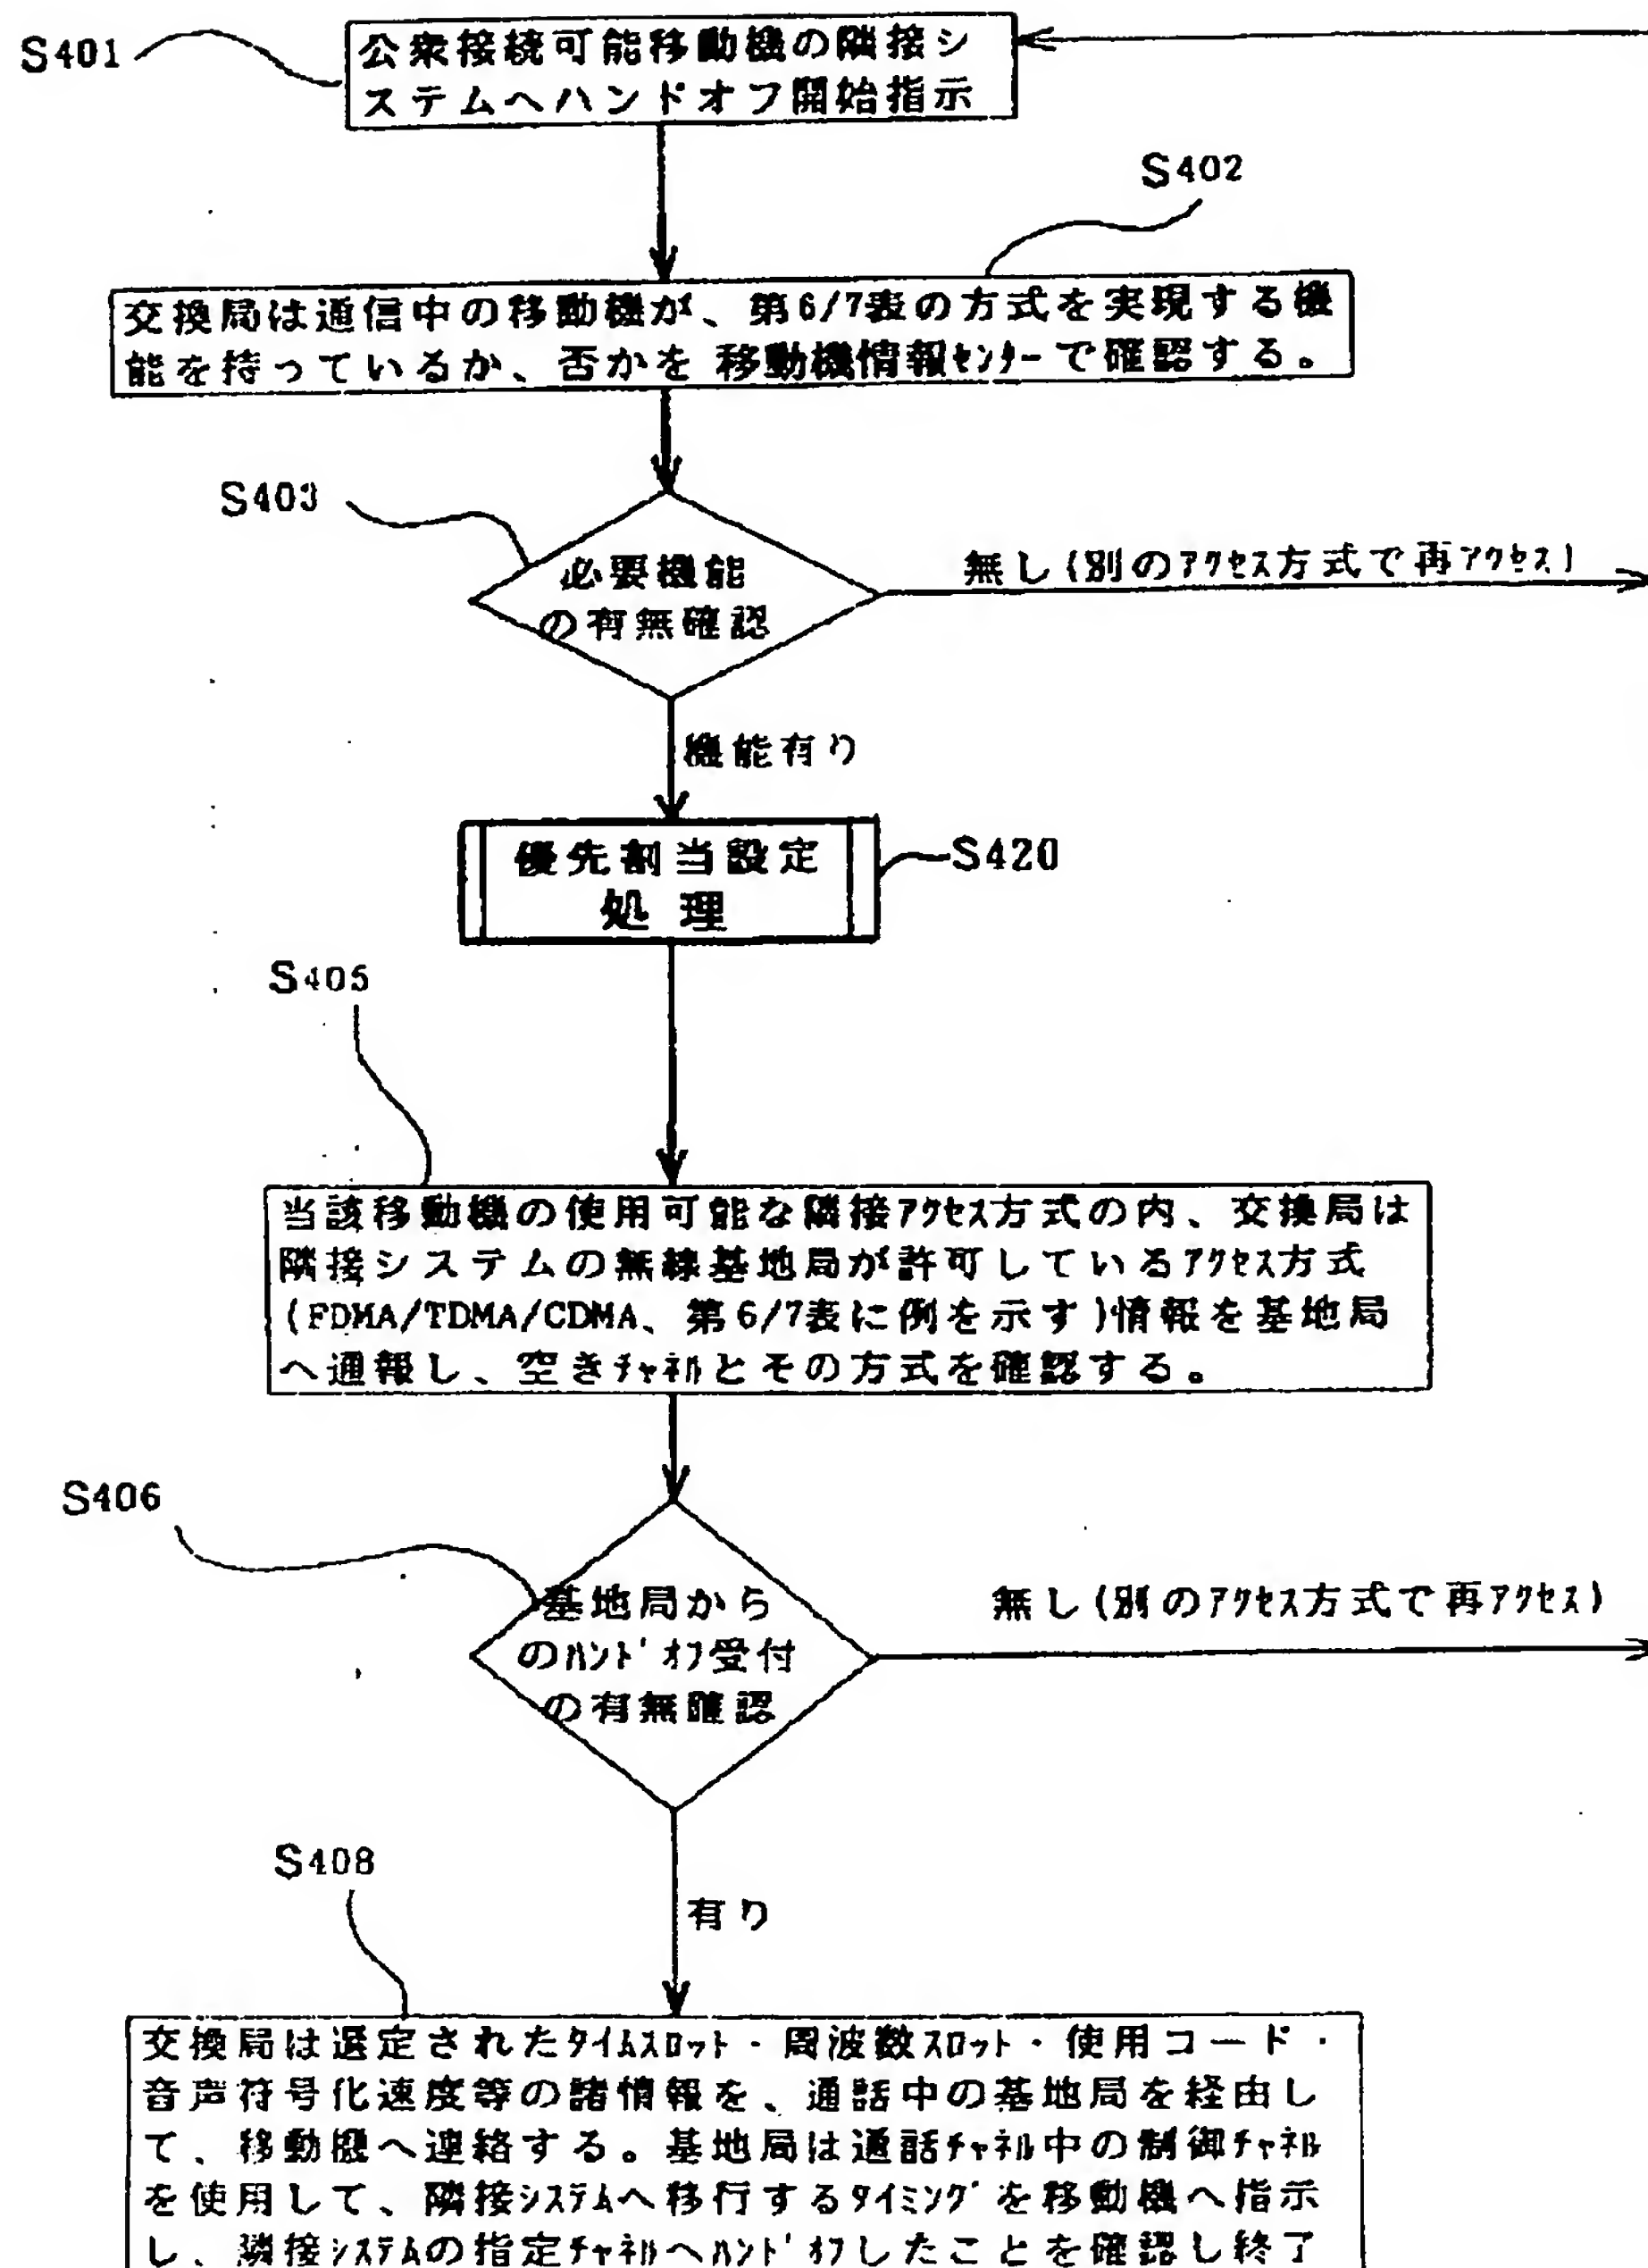 S401
公衆接続可能移動機の隣接シ
ステムへハンドオフ開始指示
S402
交換局は通信中の移動機が、第6/7表の方式を実現する機
能を持っているか、否かを 移動機情報ｾﾝﾀｰで確認する。
S403
必要機能
の有無確認
無し(別のｱｸｾｽ方式で再ｱｸｾｽ)
機能有り
優先割当設定
処 理
S420
S405
当該移動機の使用可能な隣接ｱｸｾｽ方式の内、交換局は
隣接システムの無線基地局が許可しているｱｸｾｽ方式
(FDMA/TDMA/CDMA、第6/7表に例を示す)情報を基地局
へ通報し、空きﾁｬﾈﾙとその方式を確認する。
S406
基地局から
のﾊﾝﾄﾞｵﾌ受付
の有無確認
無し(別のｱｸｾｽ方式で再ｱｸｾｽ)
有り
S408
交換局は選定されたﾀｲﾑｽﾛｯﾄ・周波数ｽﾛｯﾄ・使用コード・
音声符号化速度等の諸情報を、通話中の基地局を経由し
て、移動機へ連絡する。基地局は通話ﾁｬﾈﾙ中の制御ﾁｬﾈﾙ
を使用して、隣接ｼｽﾃﾑへ移行するﾀｲﾐﾝｸﾞを移動機へ指示
し、隣接ｼｽﾃﾑの指定ﾁｬﾈﾙへﾊﾝﾄﾞｵﾌしたことを確認し終了